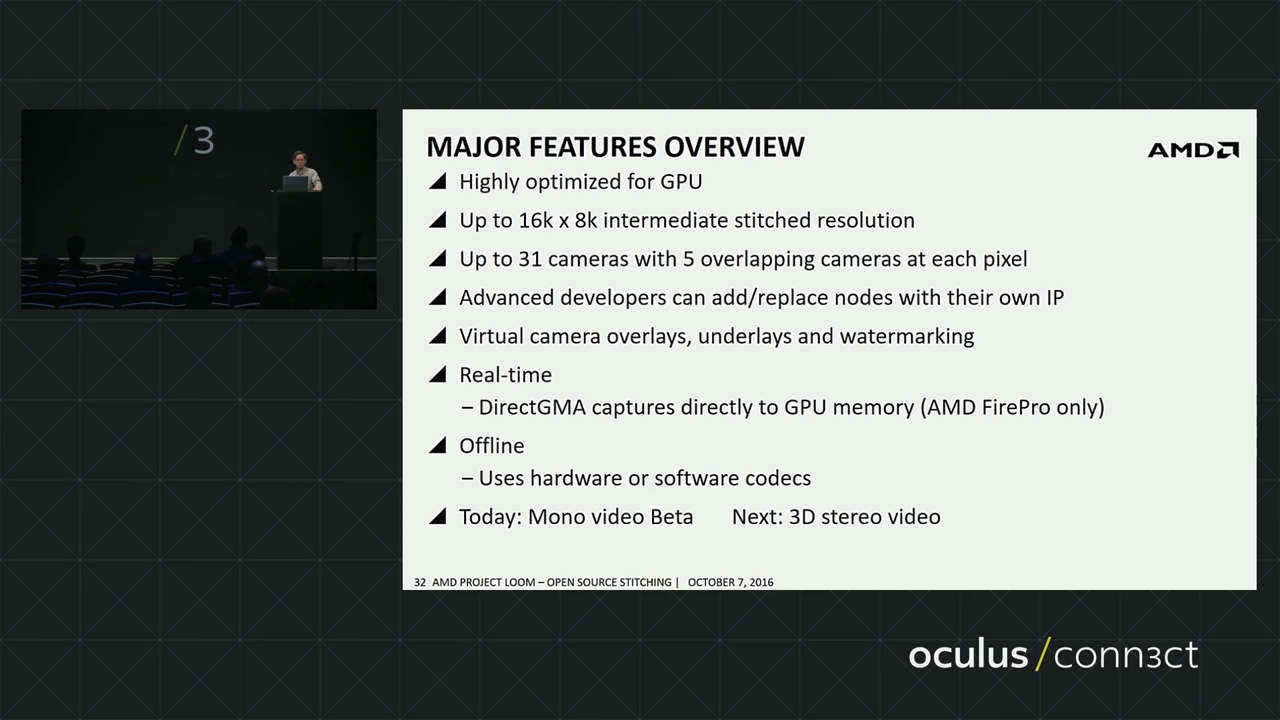 /3
MAJOR FEATURES OVERVIEW
AMD
Highly optimized for GPU
Up to 16k x 8k intermediate stitched resolution
Up to 31 cameras with 5 overlapping cameras at each pixel
Advanced developers can add/replace nodes with their own IP
Virtual camera overlays, underlays and watermarking
Real-time
– DirectGMA captures directly to GPU memory (AMD FirePro only)
Offline
– Uses hardware or software codecs
Today: Mono video Beta Next: 3D stereo video
32 AMD PROJECT LOOM – OPEN SOURCE STITCHING | OCTOBER 7, 2016
oculus /conn3ct